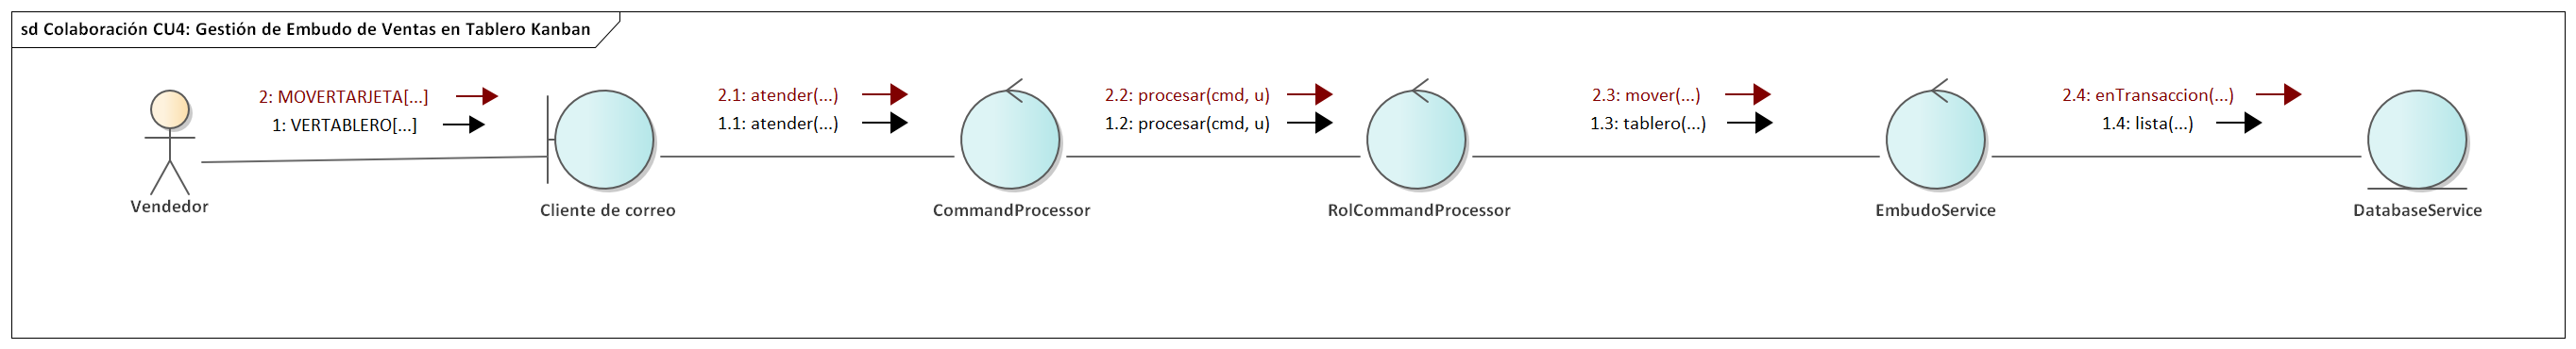 sd Colaboración CU4: Gestión de Embudo de Ventas en Tablero Kanban
2: MOVERTARJETA[...]
1: VERTABLERO[...]
2.1: atender(...)
1.1: atender(...)
2.2: procesar(cmd, u)
1.2: procesar(cmd, u)
2.3: mover(...)
1.3: tablero(...)
2.4: enTransaccion(...)
1.4: lista(...)
Vendedor
Cliente de correo
CommandProcessor
RolCommandProcessor
EmbudoService
DatabaseService